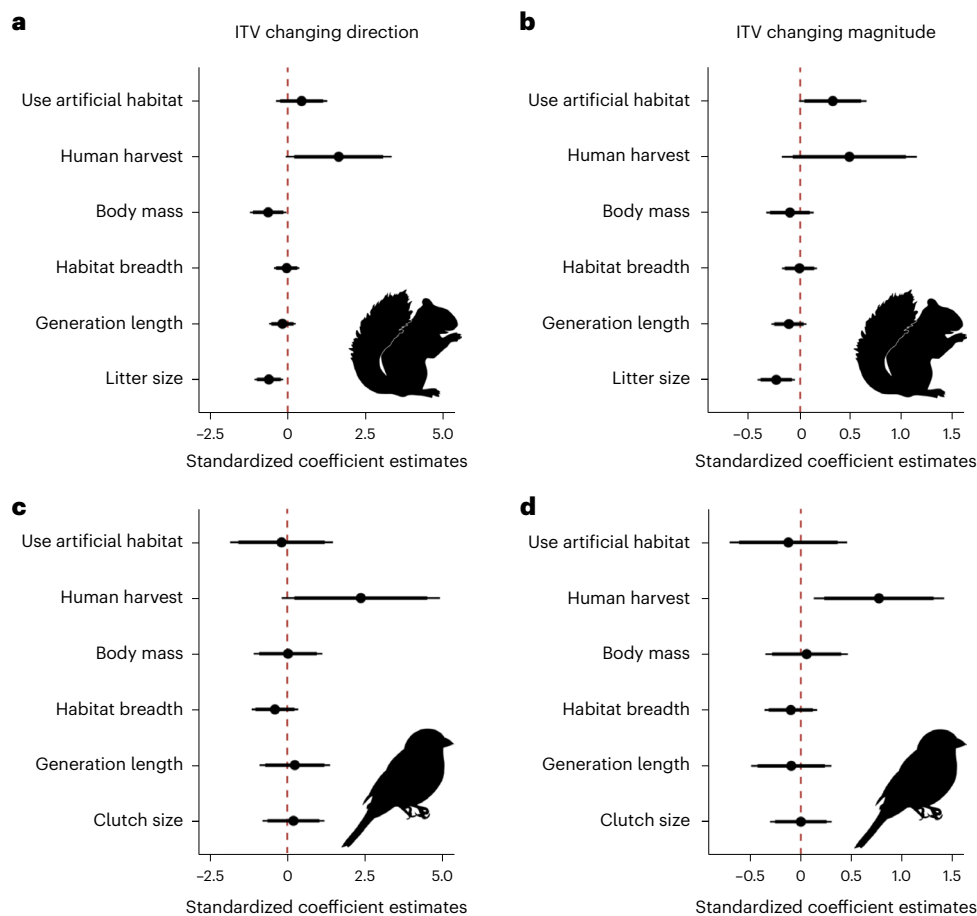 a
ITV changing direction
Use artificial habitat
Human harvest
Body mass
Habitat breadth
Generation length
Litter size
−2.5 0 2.5 5.0
Standardized coefficient estimates
b
ITV changing magnitude
Use artificial habitat
Human harvest
Body mass
Habitat breadth
Generation length
Litter size
−0.5 0 0.5 1.0 1.5
Standardized coefficient estimates
c
Use artificial habitat
Human harvest
Body mass
Habitat breadth
Generation length
Clutch size
−2.5 0 2.5 5.0
Standardized coefficient estimates
d
Use artificial habitat
Human harvest
Body mass
Habitat breadth
Generation length
Clutch size
−0.5 0 0.5 1.0 1.5
Standardized coefficient estimates